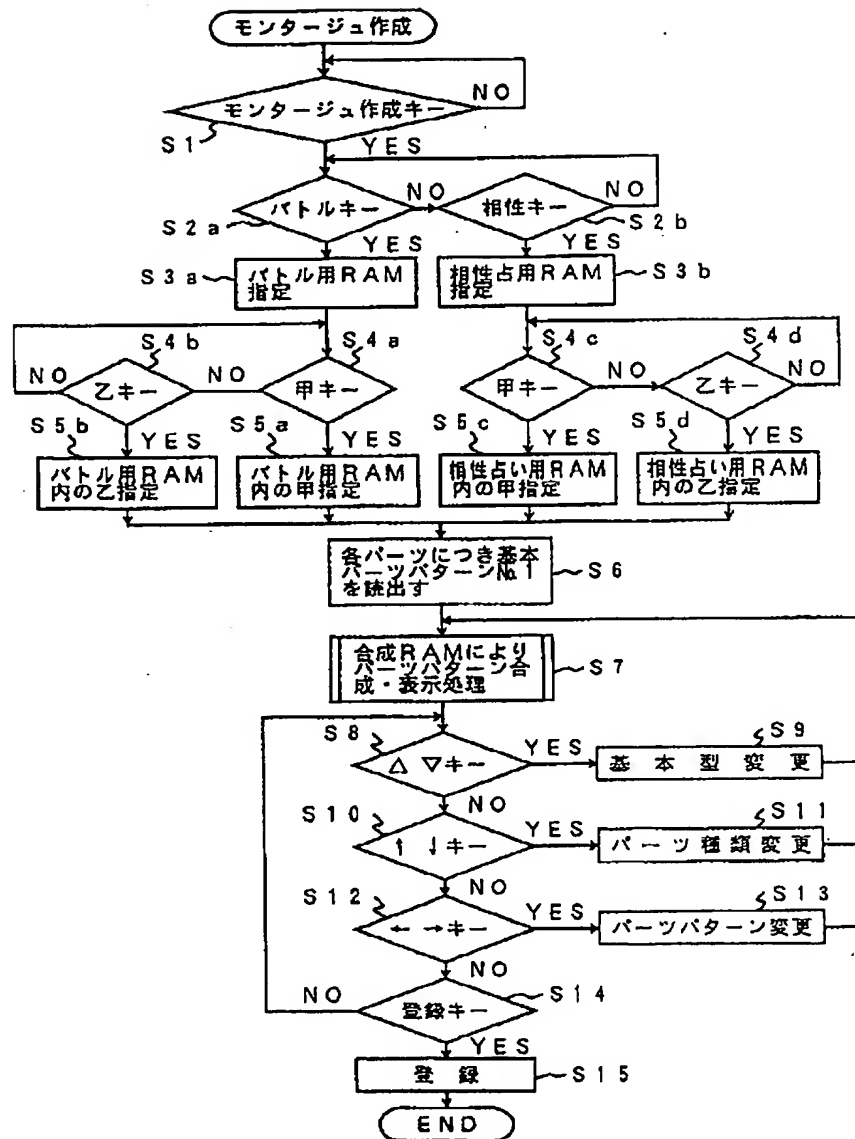 モンタージュ作成
NO
モンタージュ作成キー
S1
YES
バトルキー
NO
相性キー
NO
S2a
S2b
YES
YES
S3a
バトル用RAM
指定
相性占用RAM
指定
S3b
S4b
S4a
S4c
S4d
NO
乙キー
NO
甲キー
甲キー
NO
乙キー
NO
S5b
YES
S5a
YES
S5c
YES
S5d
YES
バトル用RAM
内の乙指定
バトル用RAM
内の甲指定
相性占い用RAM
内の甲指定
相性占い用RAM
内の乙指定
各パーツにつき基本
パーツパターン№1
を読出す
S6
合成RAMにより
パーツパターン合
成・表示処理
S7
S8
△ ▽キー
YES
S9
基本型変更
NO
S10
↑ ↓キー
YES
S11
パーツ種類変更
NO
S12
← →キー
YES
S13
パーツパターン変更
NO
NO
登録キー
S14
YES
登録
S15
END